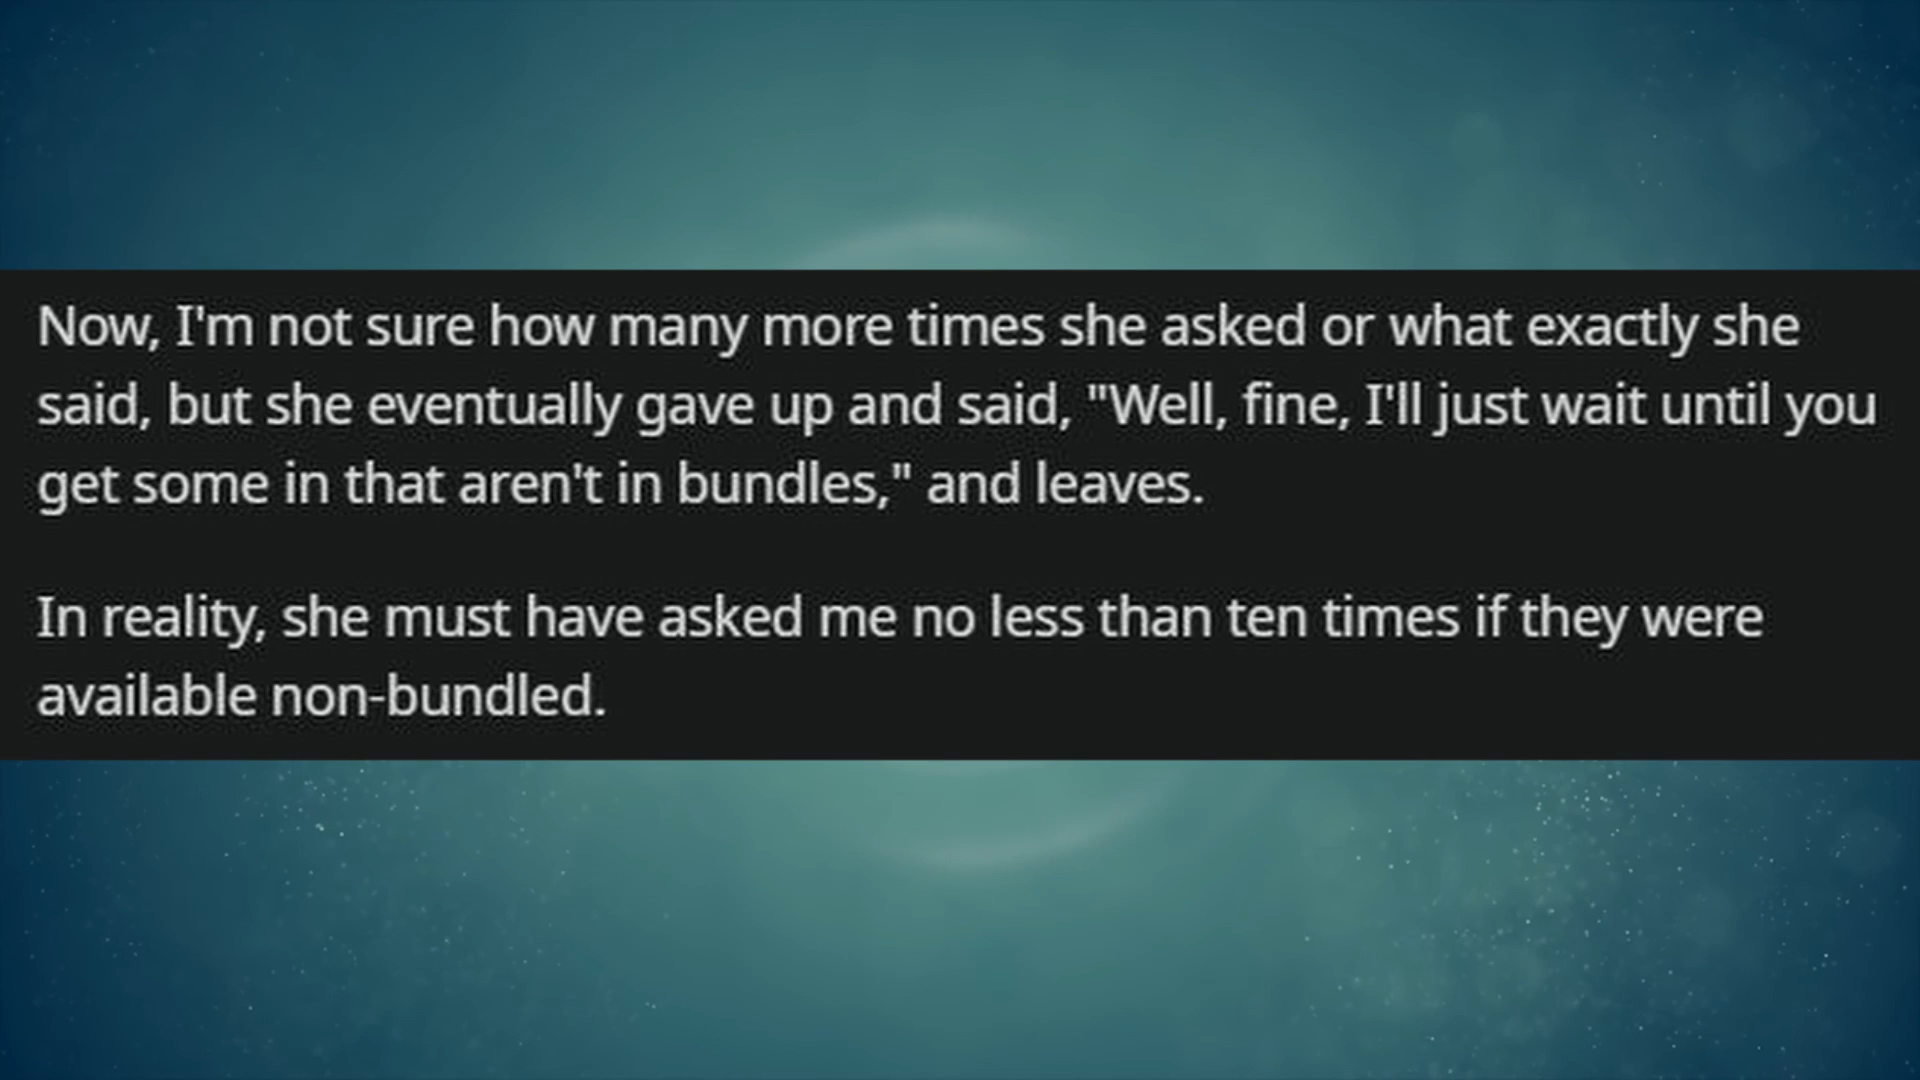 Now, I'm not sure how many more times she asked or what exactly she
said, but she eventually gave up and said, "Well, fine, I'll just wait until you
get some in that aren't in bundles," and leaves.
In reality, she must have asked me no less than ten times if they were
available non-bundled.